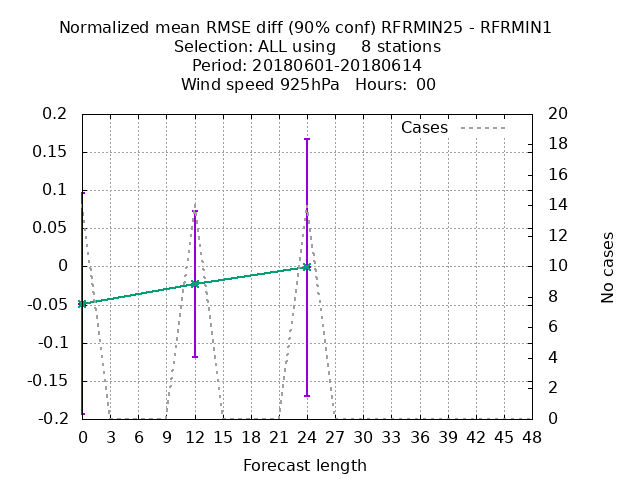 Normalized mean RMSE diff (90% conf) RFRMIN25 - RFRMIN1
Selection: ALL using     8 stations
Period: 20180601-20180614
Wind speed 925hPa   Hours: 00
Cases
0.2
0.15
0.1
0.05
0
-0.05
-0.1
-0.15
-0.2
20
18
16
14
12
10
8
6
4
2
0
No cases
0 3 6 9 12 15 18 21 24 27 30 33 36 39 42 45 48
Forecast length